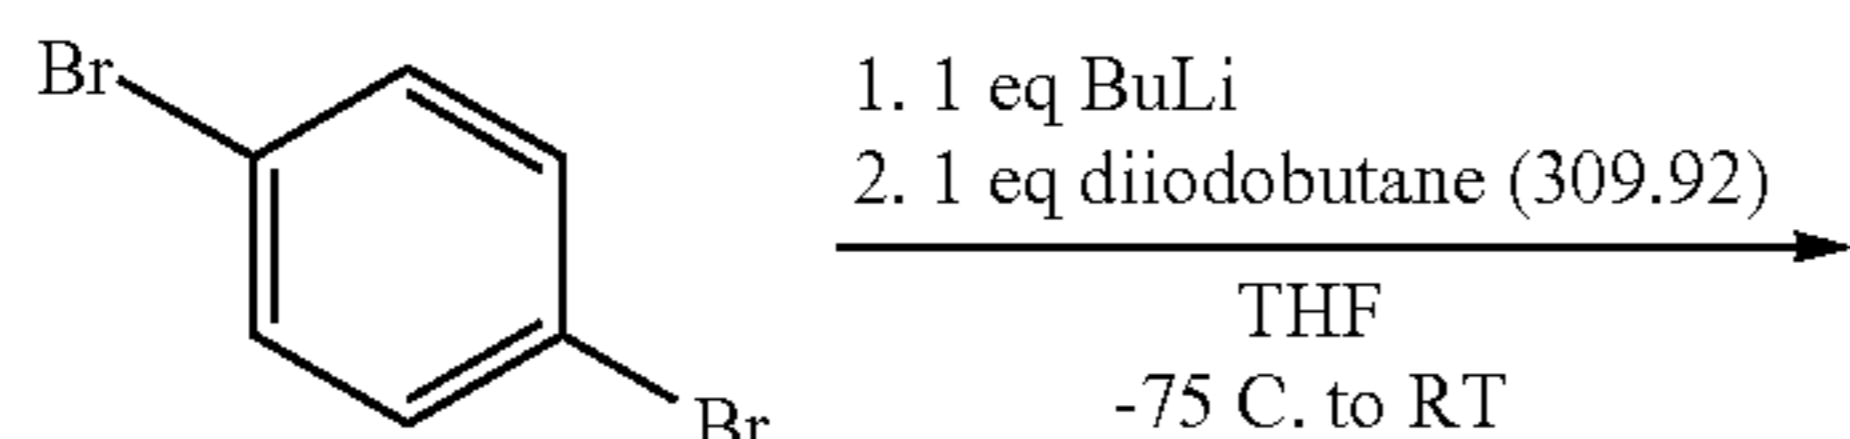 Br
1. 1 eq BuLi
2. 1 eq diiodobutane (309.92)
THF
-75 C. to RT
Br